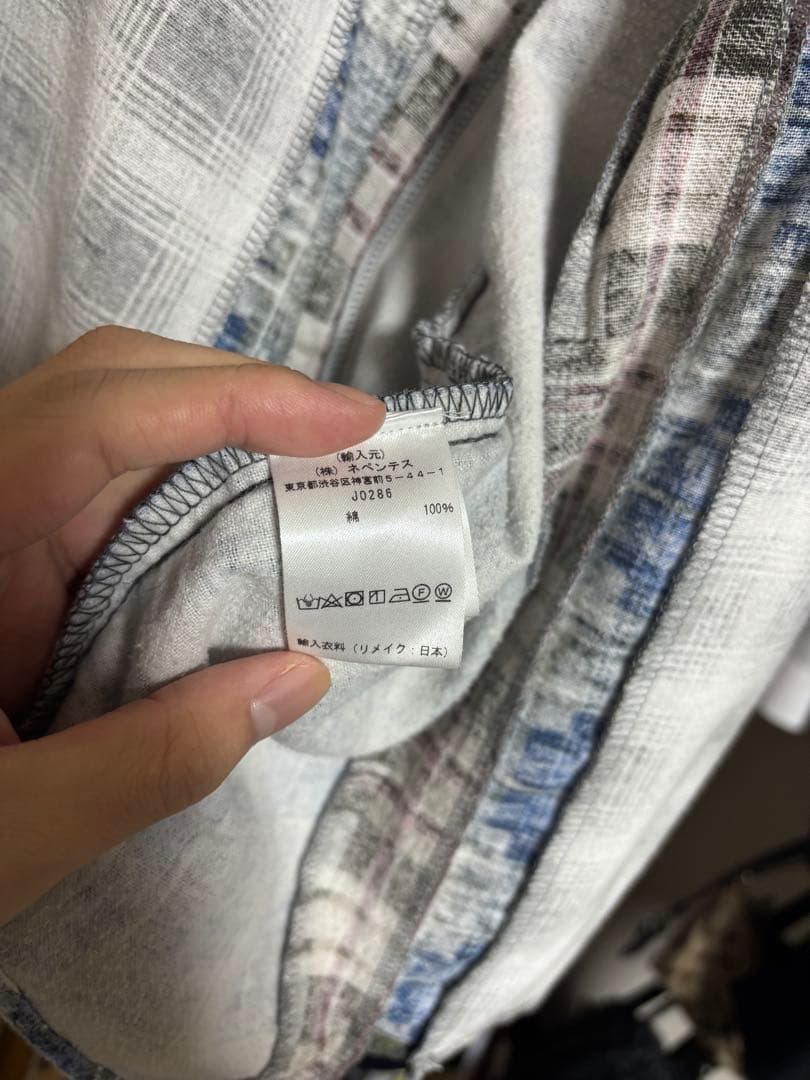 (輸入元)
(株) ネペンテス
東京都渋谷区神宮前5-44-1
J0286
綿 100%
F W
輸入衣料 (リメイク:日本)